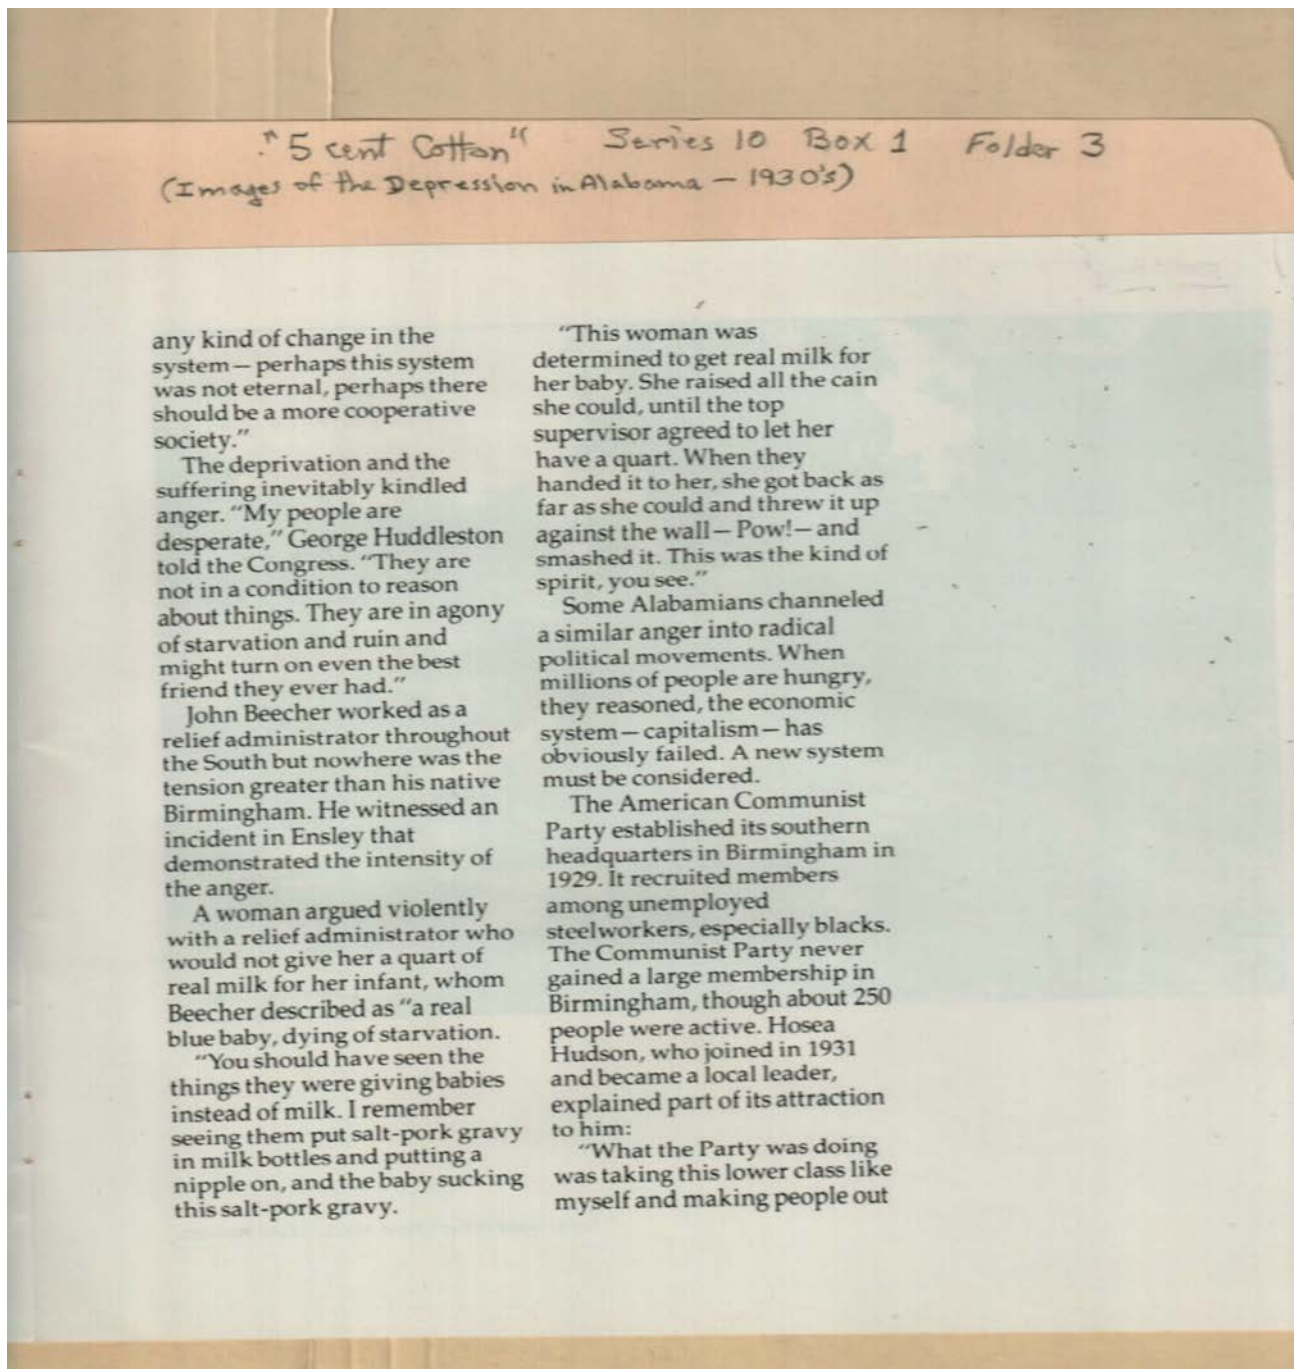 "5 cent Cotton" Series 10 Box 1 Folder 3
(Images of the Depression in Alabama — 1930's)
any kind of change in the
system — perhaps this system
was not eternal, perhaps there
should be a more cooperative
society."
The deprivation and the
suffering inevitably kindled
anger. "My people are
desperate," George Huddleston
told the Congress. "They are
not in a condition to reason
about things. They are in agony
of starvation and ruin and
might turn on even the best
friend they ever had."
John Beecher worked as a
relief administrator throughout
the South but nowhere was the
tension greater than his native
Birmingham. He witnessed an
incident in Ensley that
demonstrated the intensity of
the anger.
A woman argued violently
with a relief administrator who
would not give her a quart of
real milk for her infant, whom
Beecher described as "a real
blue baby, dying of starvation.
"You should have seen the
things they were giving babies
instead of milk. I remember
seeing them put salt-pork gravy
in milk bottles and putting a
nipple on, and the baby sucking
this salt-pork gravy.
"This woman was
determined to get real milk for
her baby. She raised all the cain
she could, until the top
supervisor agreed to let her
have a quart. When they
handed it to her, she got back as
far as she could and threw it up
against the wall — Pow! — and
smashed it. This was the kind of
spirit, you see."
Some Alabamians channeled
a similar anger into radical
political movements. When
millions of people are hungry,
they reasoned, the economic
system — capitalism — has
obviously failed. A new system
must be considered.
The American Communist
Party established its southern
headquarters in Birmingham in
1929. It recruited members
among unemployed
steelworkers, especially blacks.
The Communist Party never
gained a large membership in
Birmingham, though about 250
people were active. Hosea
Hudson, who joined in 1931
and became a local leader,
explained part of its attraction
to him:
"What the Party was doing
was taking this lower class like
myself and making people out